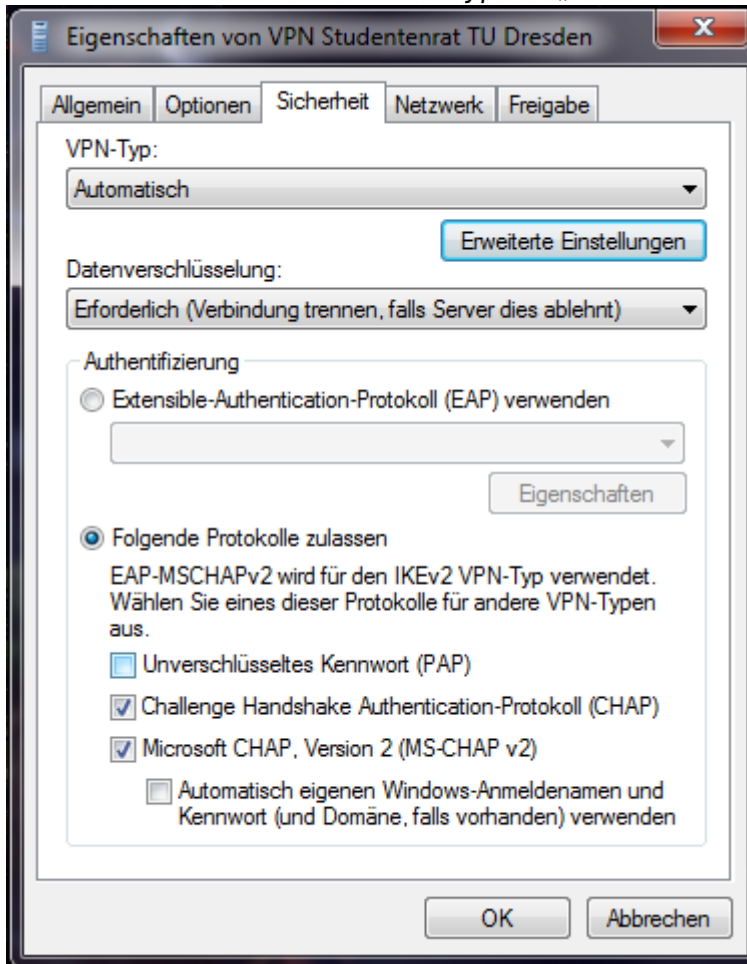 Eigenschaften von VPN Studentenrat TU Dresden
Allgemein Optionen Sicherheit Netzwerk Freigabe
VPN-Typ:
Automatisch
Erweiterte Einstellungen
Datenverschlüsselung:
Erforderlich (Verbindung trennen, falls Server dies ablehnt)
Authentifizierung
Extensible-Authentication-Protokoll (EAP) verwenden
Eigenschaften
Folgende Protokolle zulassen
EAP-MSCHAPv2 wird für den IKEv2 VPN-Typ verwendet.
Wählen Sie eines dieser Protokolle für andere VPN-Typen
aus.
Unverschlüsseltes Kennwort (PAP)
Challenge Handshake Authentication-Protokoll (CHAP)
Microsoft CHAP, Version 2 (MS-CHAP v2)
Automatisch eigenen Windows-Anmeldenamen und
Kennwort (und Domäne, falls vorhanden) verwenden
OK Abbrechen